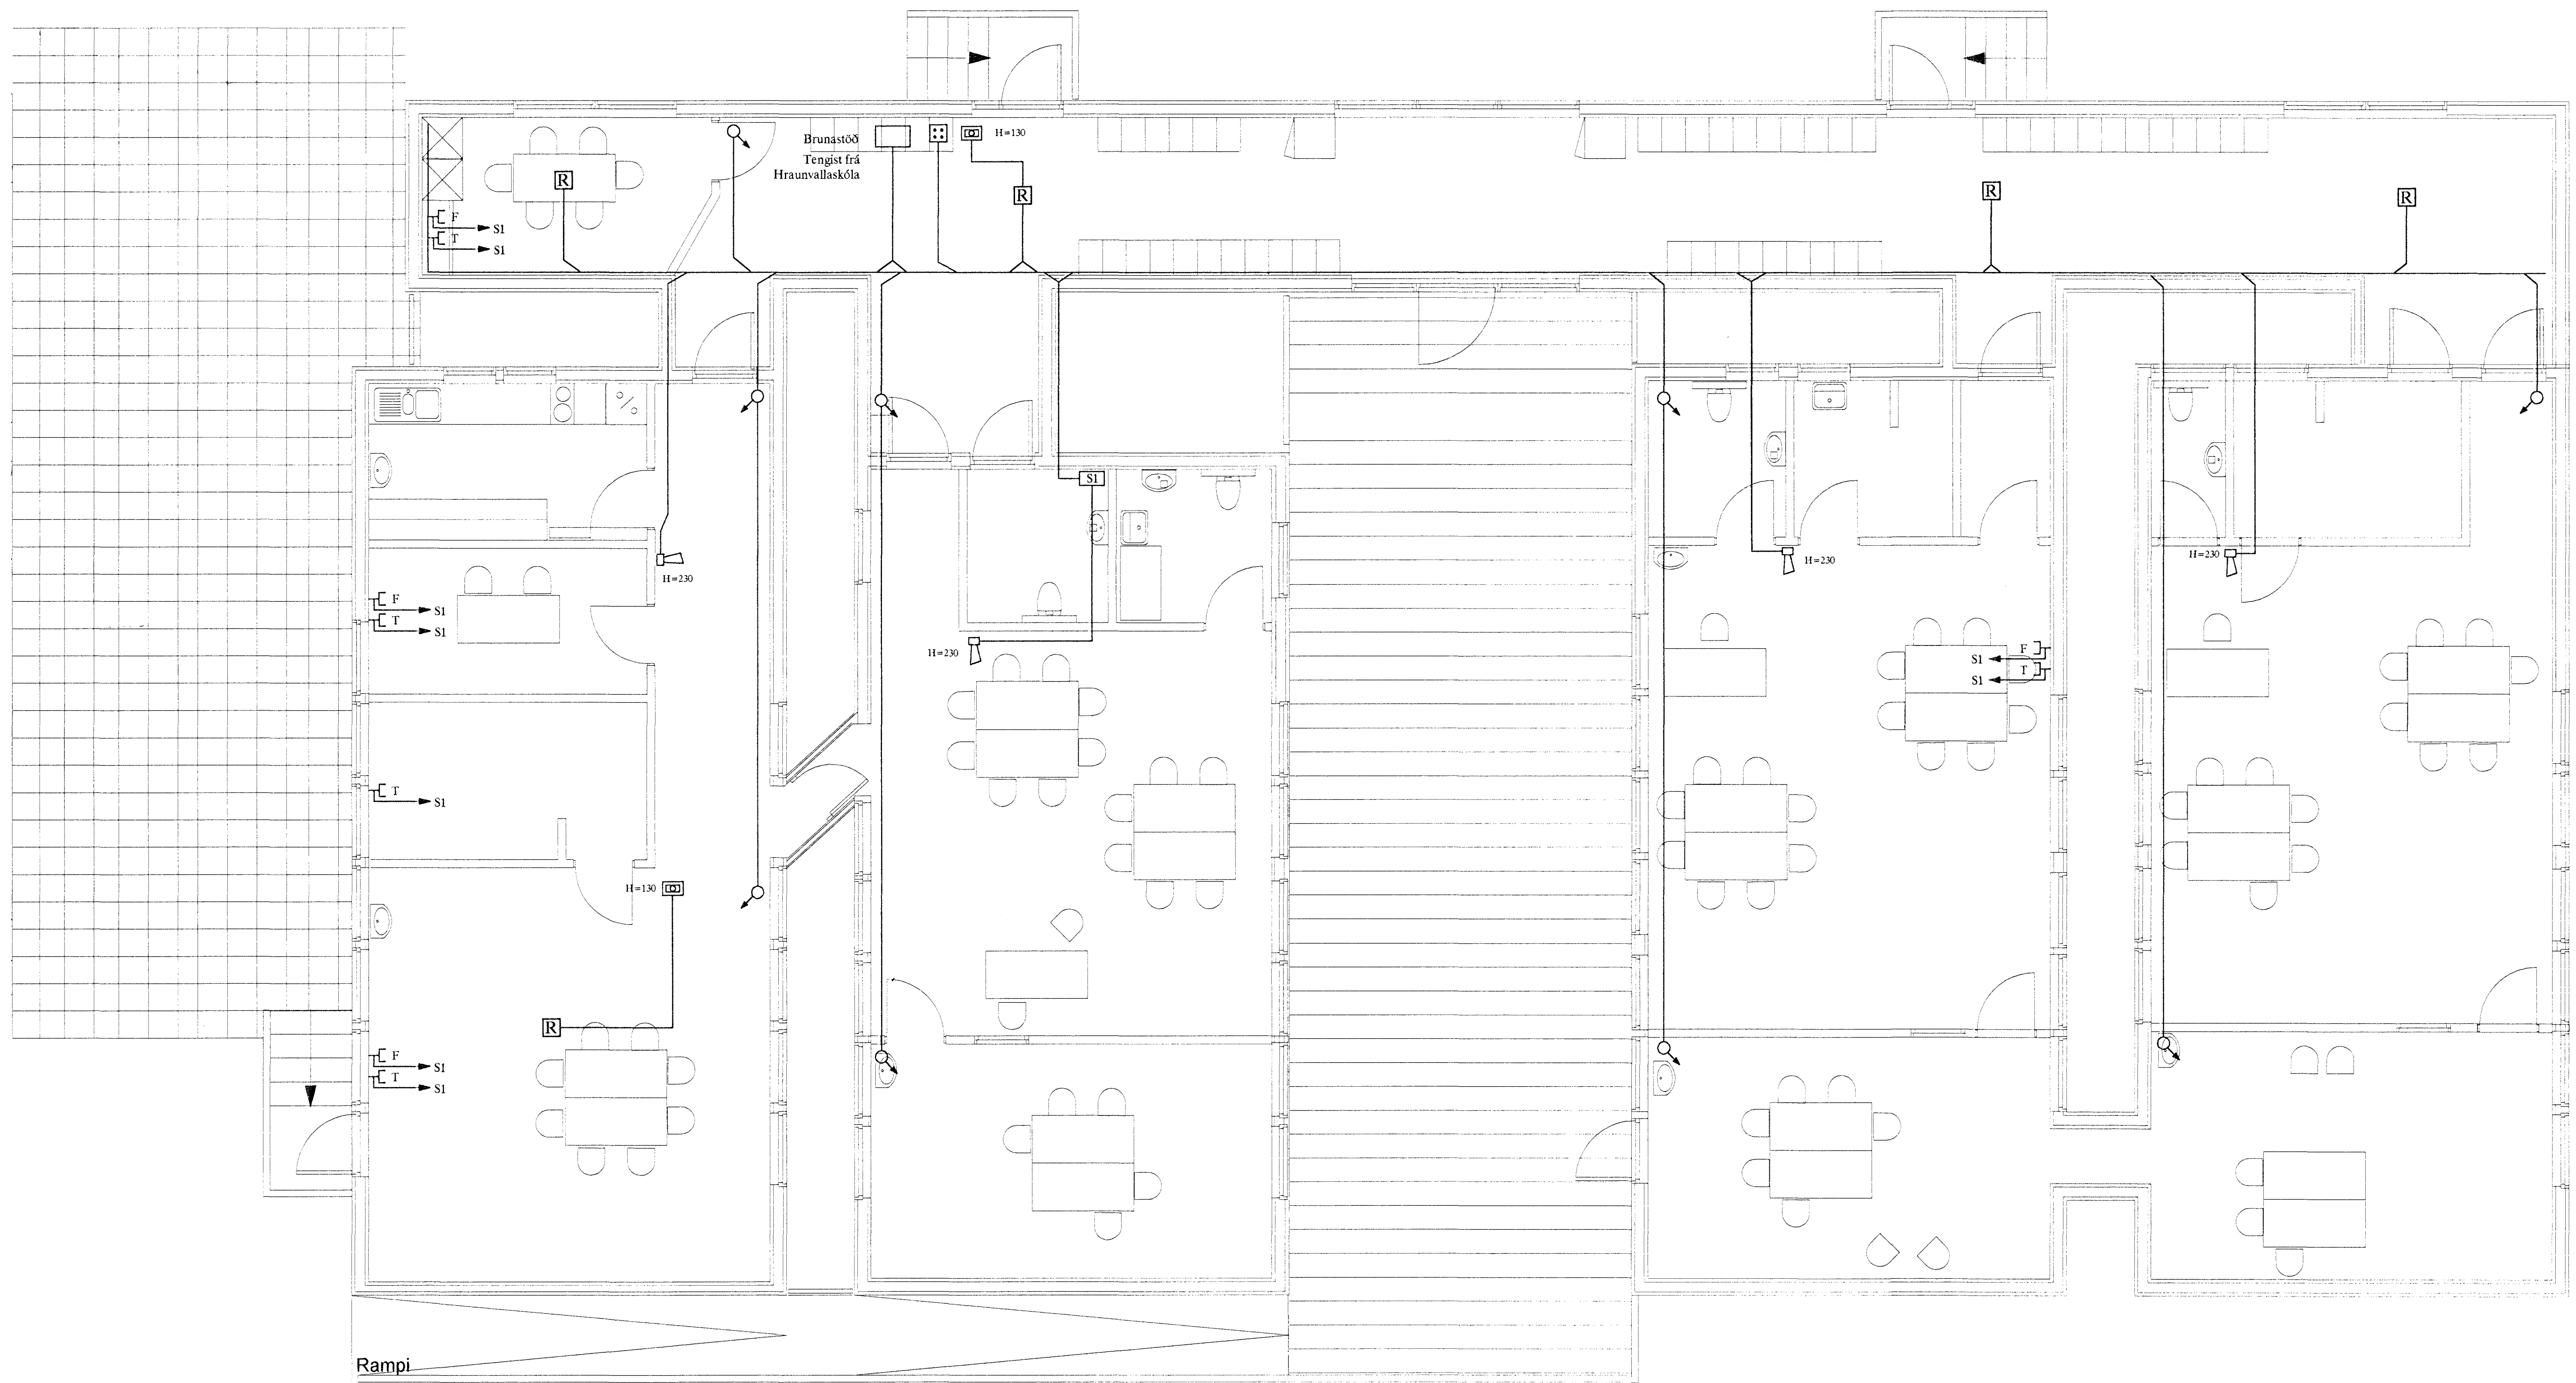 Brunastöð
H=130
Tengist frá
Hraunvallaskóla
R
R
R
R
F
S1
T
S1
S1
H=230
H=230
H=230
F
S1
T
S1
H=230
F
S1
T
S1
T
S1
H=130
R
F
S1
T
S1
Rampi